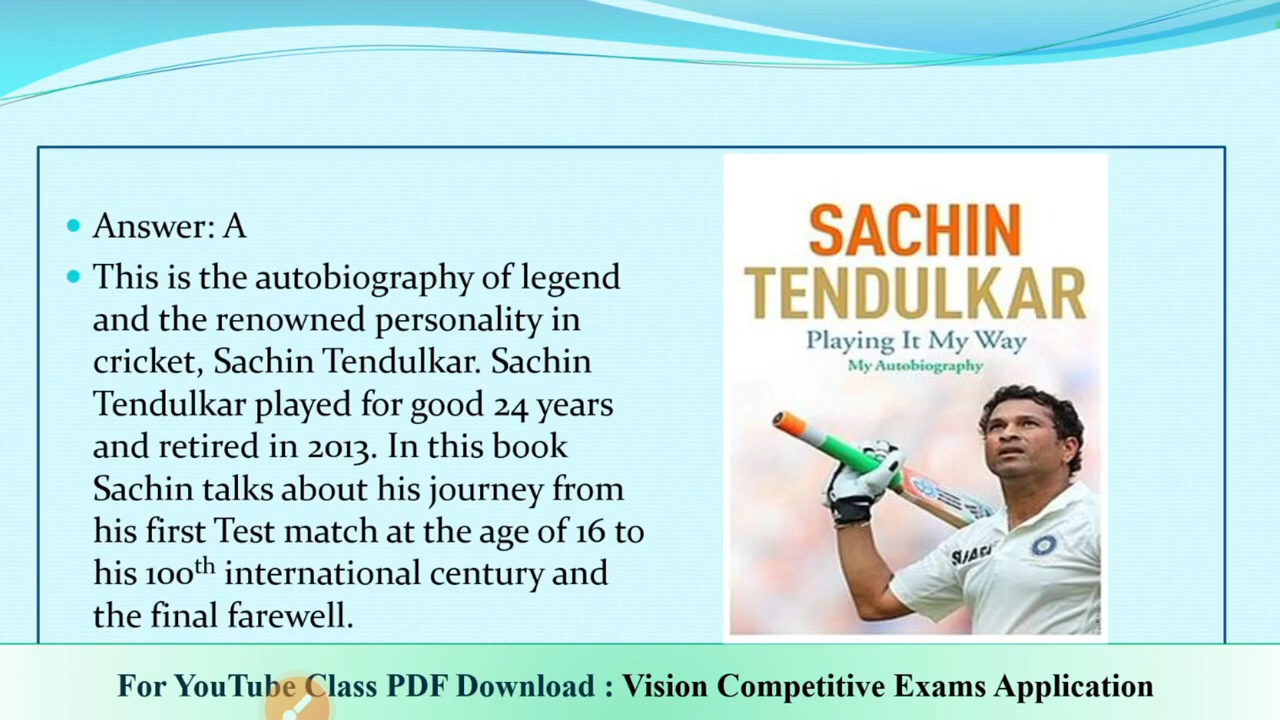 Answer: A
This is the autobiography of legend
and the renowned personality in
cricket, Sachin Tendulkar. Sachin
Tendulkar played for good 24 years
and retired in 2013. In this book
Sachin talks about his journey from
his first Test match at the age of 16 to
his 100th international century and
the final farewell.
SACHIN
TENDULKAR
Playing It My Way
My Autobiography
For YouTube Class PDF Download : Vision Competitive Exams Application